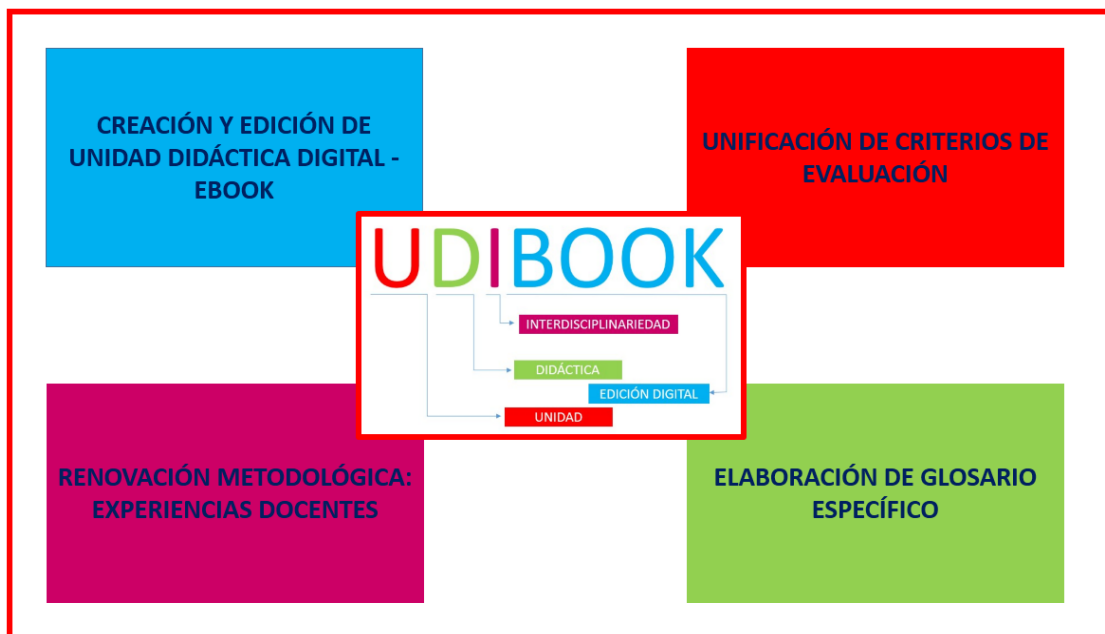 CREACIÓN Y EDICIÓN DE
UNIDAD DIDÁCTICA DIGITAL -
EBOOK
UNIFICACIÓN DE CRITERIOS DE
EVALUACIÓN
UDIBOOK
INTERDISCIPLINARIEDAD
DIDÁCTICA
EDICIÓN DIGITAL
UNIDAD
RENOVACIÓN METODOLÓGICA:
EXPERIENCIAS DOCENTES
ELABORACIÓN DE GLOSARIO
ESPECÍFICO